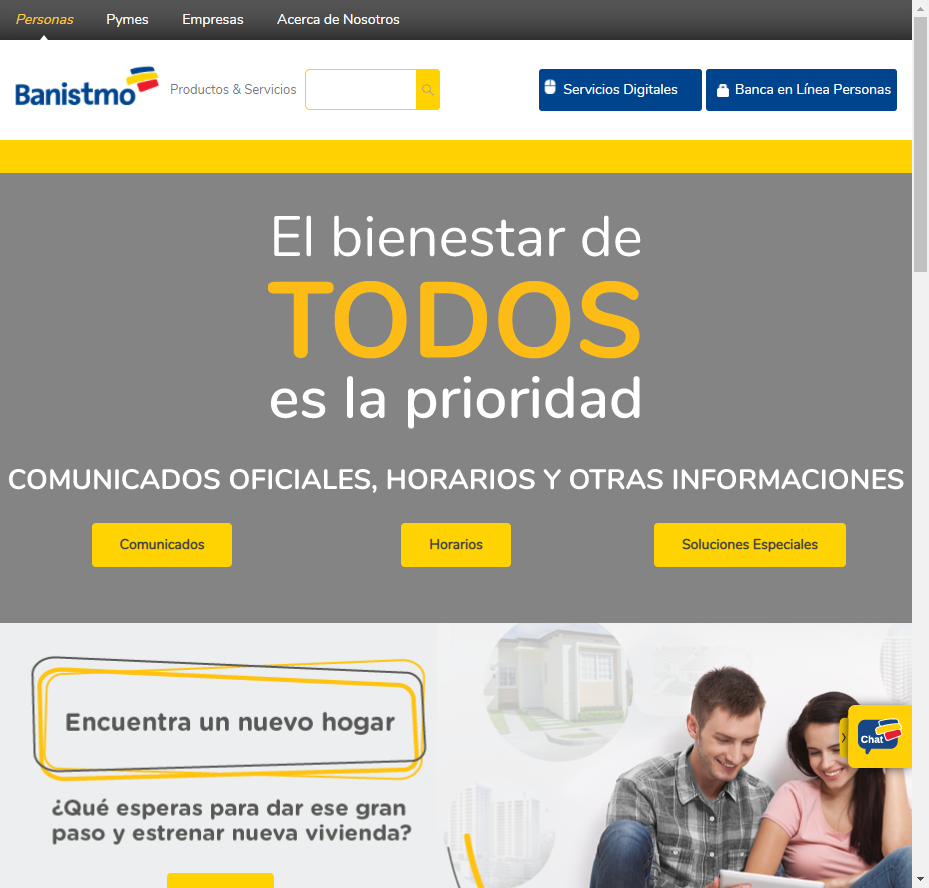 Personas Pymes Empresas Acerca de Nosotros
Banistmo Productos & Servicios Servicios Digitales Banca en Línea Personas
El bienestar de
TODOS
es la prioridad
COMUNICADOS OFICIALES, HORARIOS Y OTRAS INFORMACIONES
Comunicados Horarios Soluciones Especiales
Encuentra un nuevo hogar
Chat
¿Qué esperas para dar ese gran
paso y estrenar nueva vivienda?